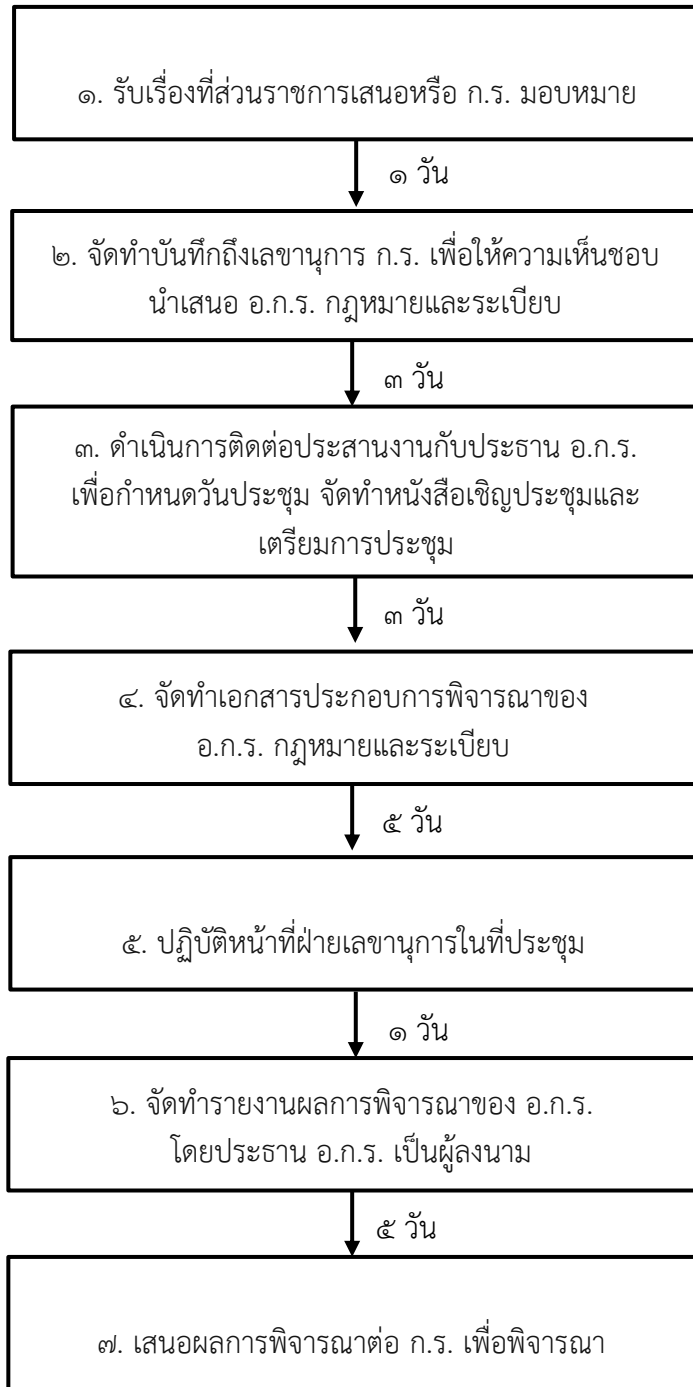 ๑. รับเรื่องที่ส่วนราชการเสนอหรือ ก.ร. มอบหมาย
๑ วัน
๒. จัดทำบันทึกถึงเลขานุการ ก.ร. เพื่อให้ความเห็นชอบ
นำเสนอ อ.ก.ร. กฎหมายและระเบียบ
๓ วัน
๓. ดำเนินการติดต่อประสานงานกับประธาน อ.ก.ร.
เพื่อกำหนดวันประชุม จัดทำหนังสือเชิญประชุมและ
เตรียมการประชุม
๓ วัน
๔. จัดทำเอกสารประกอบการพิจารณาของ
อ.ก.ร. กฎหมายและระเบียบ
๕ วัน
๕. ปฏิบัติหน้าที่ฝ่ายเลขานุการในที่ประชุม
๑ วัน
๖. จัดทำรายงานผลการพิจารณาของ อ.ก.ร.
โดยประธาน อ.ก.ร. เป็นผู้ลงนาม
๕ วัน
๗. เสนอผลการพิจารณาต่อ ก.ร. เพื่อพิจารณา